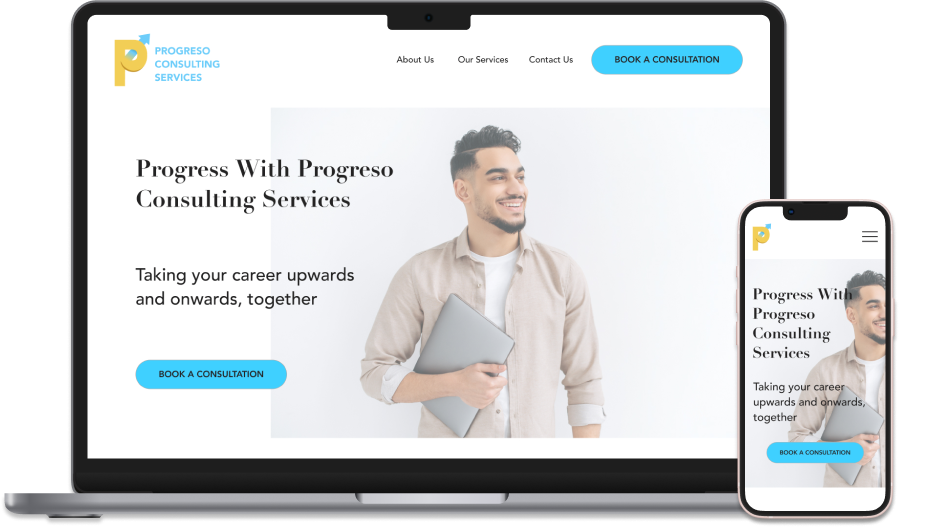 PROGRESO
CONSULTING
SERVICES
About Us
Our Services
Contact Us
BOOK A CONSULTATION
Progress With Progreso
Consulting Services
Taking your career upwards
and onwards, together
BOOK A CONSULTATION
Progress With
Progreso
Consulting
Services
Taking your career
upwards and onwards,
together
BOOK A CONSULTATION